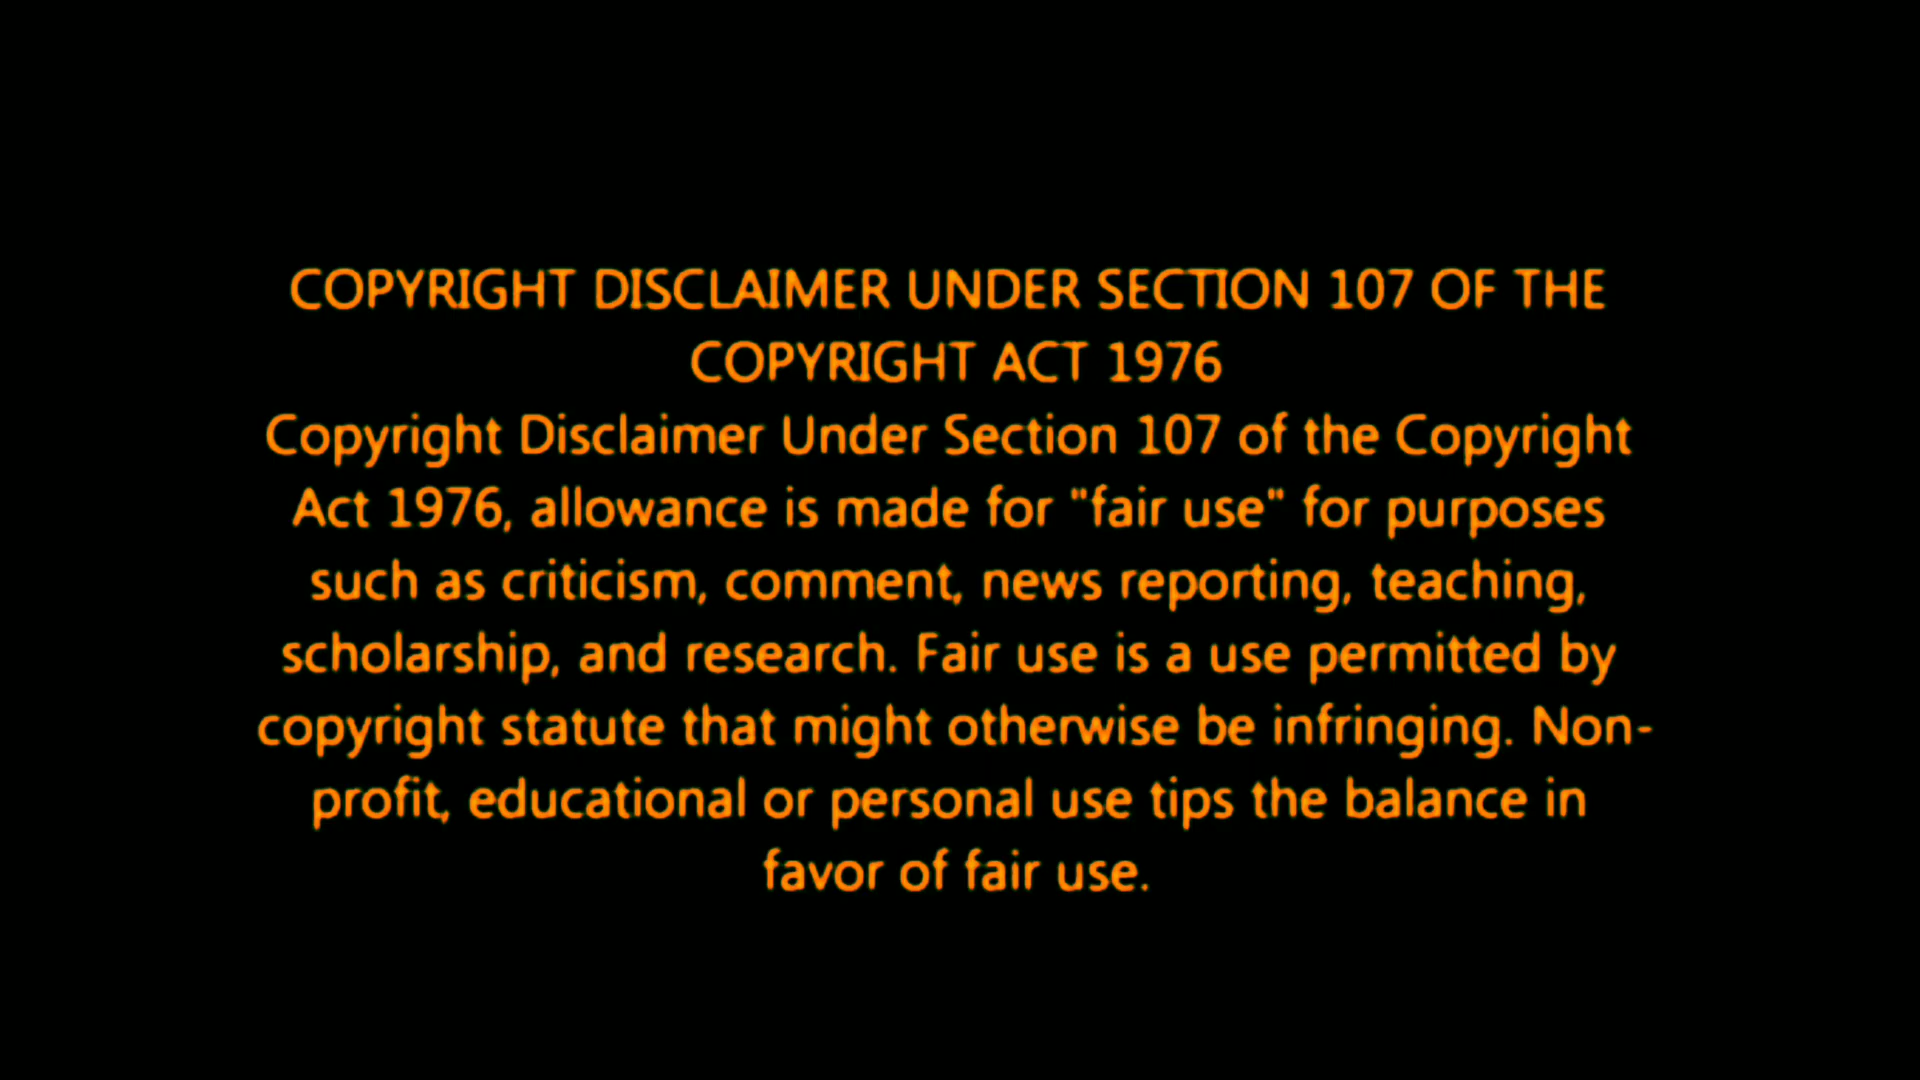 COPYRIGHT DISCLAIMER UNDER SECTION 107 OF THE
COPYRIGHT ACT 1976
Copyright Disclaimer Under Section 107 of the Copyright
Act 1976, allowance is made for "fair use" for purposes
such as criticism, comment, news reporting, teaching,
scholarship, and research. Fair use is a use permitted by
copyright statute that might otherwise be infringing. Non-
profit, educational or personal use tips the balance in
favor of fair use.